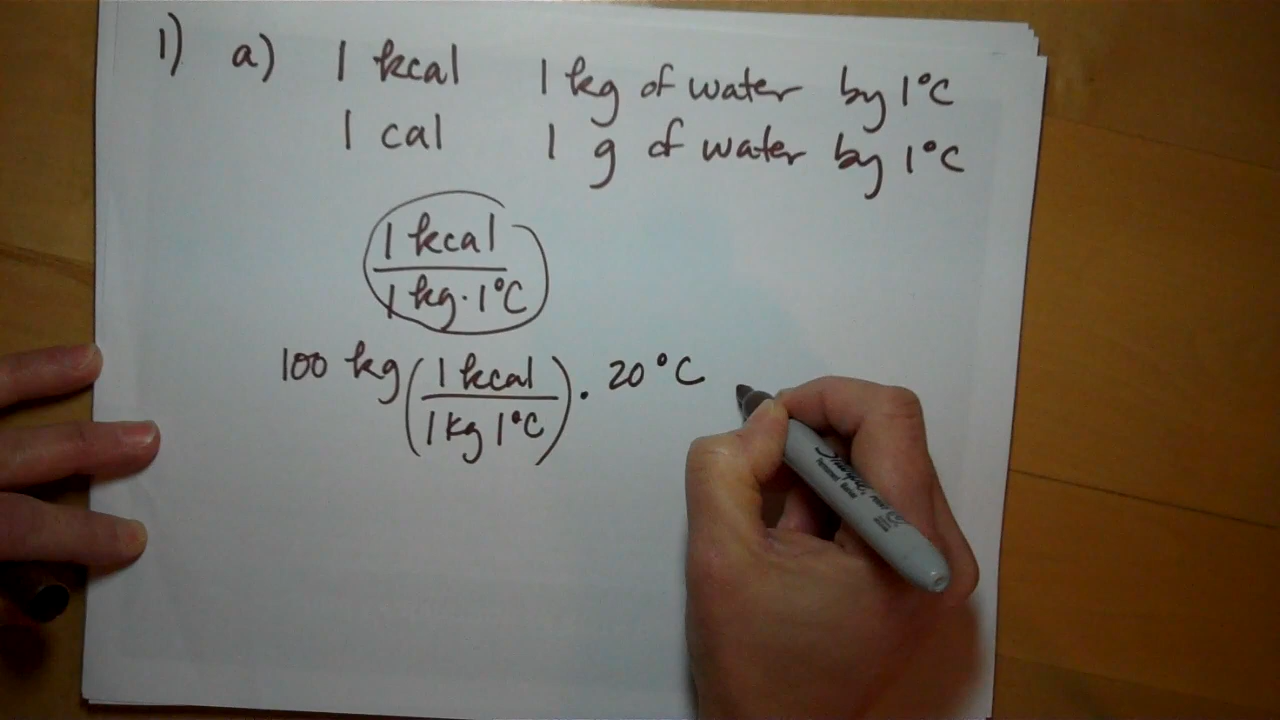 1) a) 1 kcal 1 kg of water by 1°C
1 cal 1 g of water by 1°C
1 kcal
1 kg · 1°C
100 kg (1 kcal) · 20°C
1 kg 1°C
Sharpie